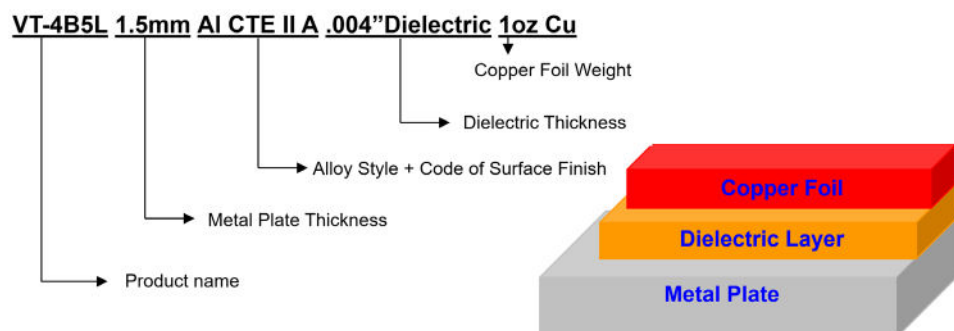 VT-4B5L 1.5mm Al CTE II A .004”Dielectric 1oz Cu
Copper Foil Weight
Dielectric Thickness
Alloy Style + Code of Surface Finish
Metal Plate Thickness
Product name
Copper Foil
Dielectric Layer
Metal Plate